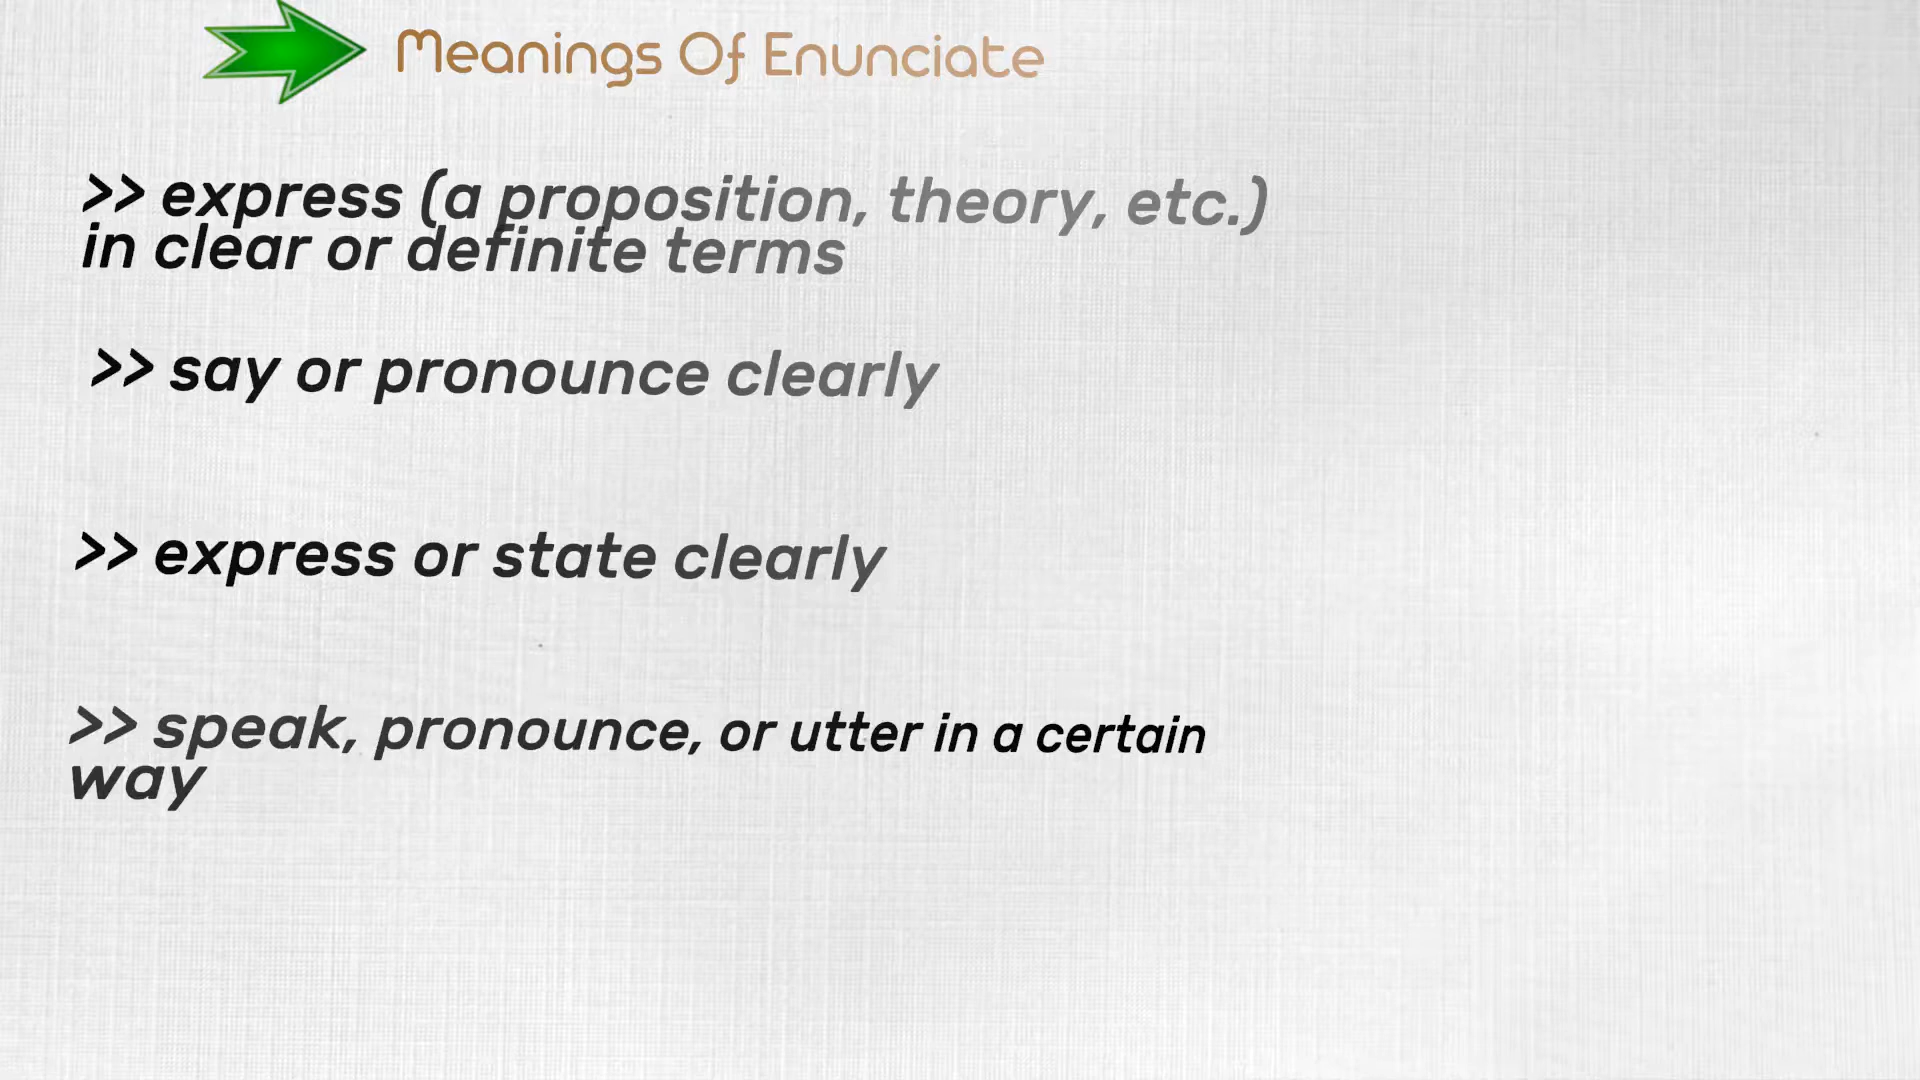 Meanings Of Enunciate
>> express (a proposition, theory, etc.)
in clear or definite terms
>> say or pronounce clearly
>> express or state clearly
>> speak, pronounce, or utter in a certain
way